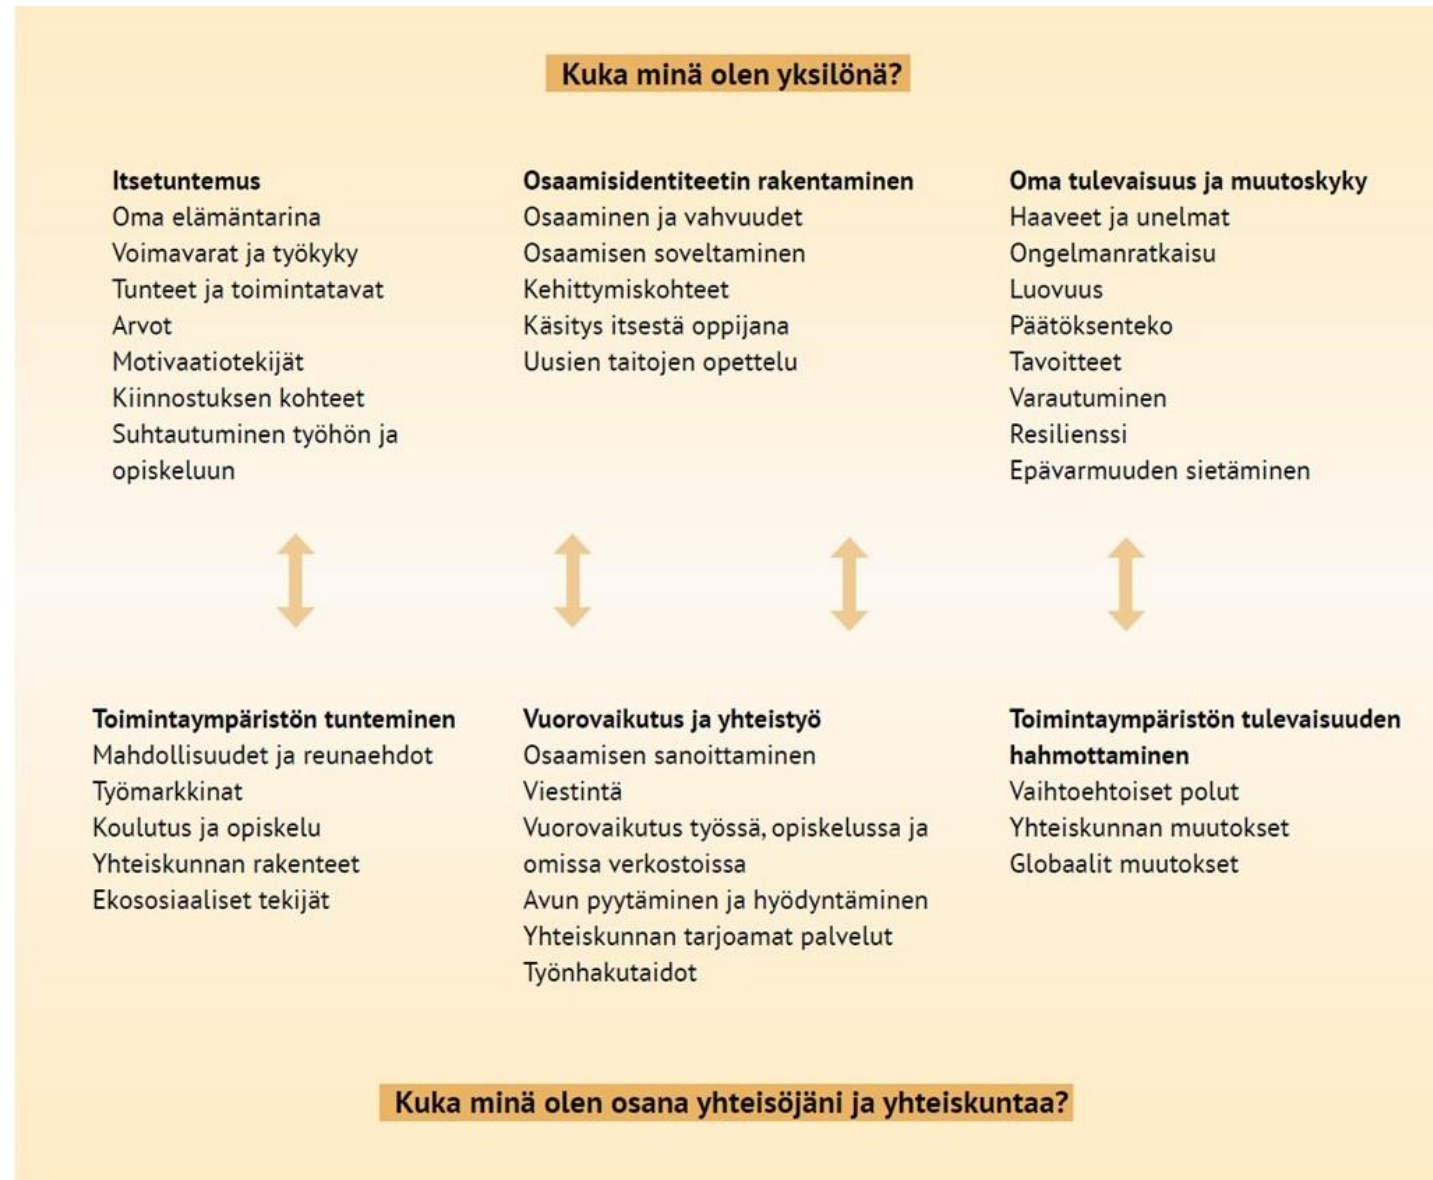 Kuka minä olen yksilönä?
Itsetuntemus
Oma elämäntarina
Voimavarat ja työkyky
Tunteet ja toimintatavat
Arvot
Motivaatiotekijät
Kiinnostuksen kohteet
Suhtautuminen työhön ja
opiskeluun
Osaamisidentiteetin rakentaminen
Osaaminen ja vahvuudet
Osaamisen soveltaminen
Kehittymiskohteet
Käsitys itsestä oppijana
Uusien taitojen opettelu
Oma tulevaisuus ja muutoskyky
Haaveet ja unelmat
Ongelmanratkaisu
Luovuus
Päätöksenteko
Tavoitteet
Varautuminen
Resilienssi
Epävarmuuden sietäminen
Toimintaympäristön tunteminen
Mahdollisuudet ja reunaehdot
Työmarkkinat
Koulutus ja opiskelu
Yhteiskunnan rakenteet
Ekososiaaliset tekijät
Vuorovaikutus ja yhteistyö
Osaamisen sanoittaminen
Viestintä
Vuorovaikutus työssä, opiskelussa ja
omissa verkostoissa
Avun pyytäminen ja hyödyntäminen
Yhteiskunnan tarjoamat palvelut
Työnhakutaidot
Toimintaympäristön tulevaisuuden
hahmottaminen
Vaihtoehtoiset polut
Yhteiskunnan muutokset
Globaalit muutokset
Kuka minä olen osana yhteisöjäni ja yhteiskuntaa?